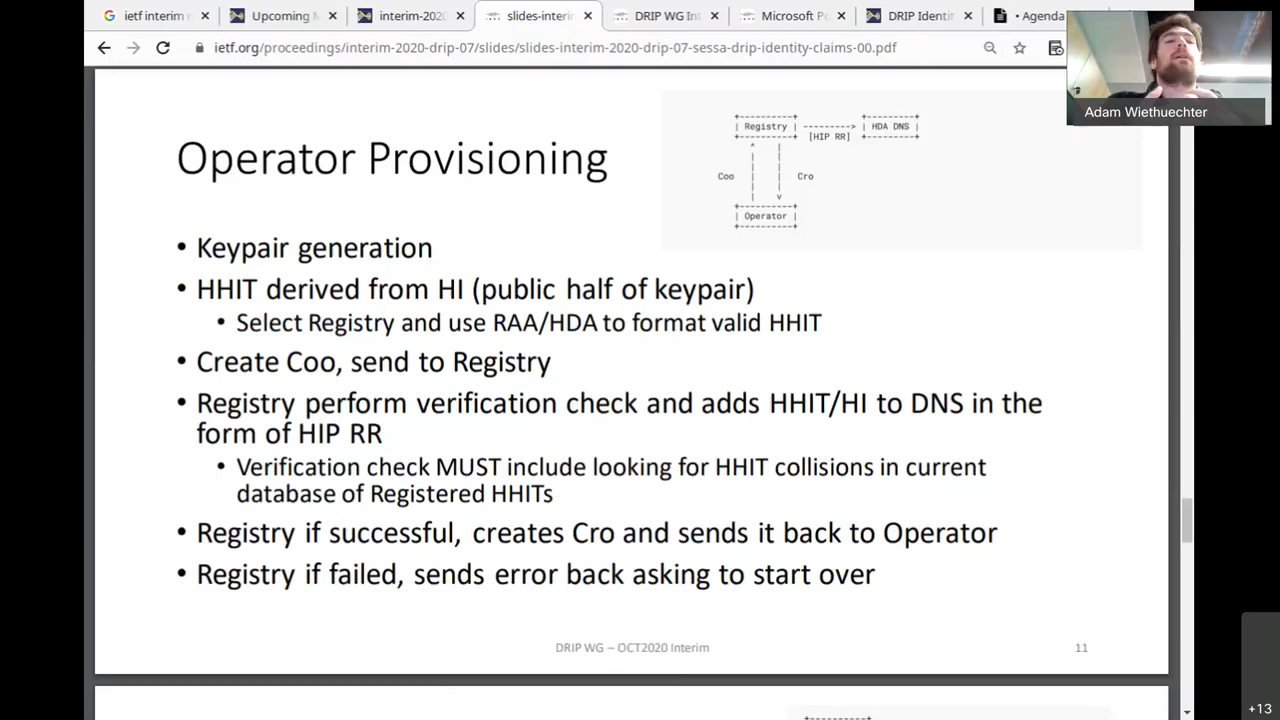 ietf interim n
Upcoming M
interim-202
slides-interi
DRIP WG Int
Microsoft Po
DRIP Identit
• Agenda
ietf.org/proceedings/interim-2020-drip-07/slides/slides-interim-2020-drip-07-sessa-drip-identity-claims-00.pdf
Adam Wiethuechter
Operator Provisioning
Registry
[HIP RR]
HDA DNS
Coo
Cro
Operator
• Keypair generation
• HHIT derived from HI (public half of keypair)
• Select Registry and use RAA/HDA to format valid HHIT
• Create Coo, send to Registry
• Registry perform verification check and adds HHIT/HI to DNS in the
form of HIP RR
• Verification check MUST include looking for HHIT collisions in current
database of Registered HHITs
• Registry if successful, creates Cro and sends it back to Operator
• Registry if failed, sends error back asking to start over
DRIP WG – OCT2020 Interim
11
+13